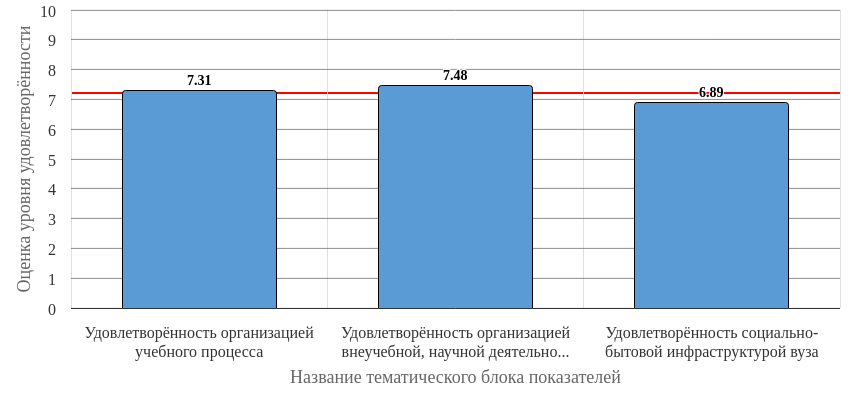 Оценка уровня удовлетворённости
10
9
8
7
6
5
4
3
2
1
0
7.31
7.48
6.89
Удовлетворённость организацией
учебного процесса
Удовлетворённость организацией
внеучебной, научной деятельно...
Удовлетворённость социально-
бытовой инфраструктурой вуза
Название тематического блока показателей